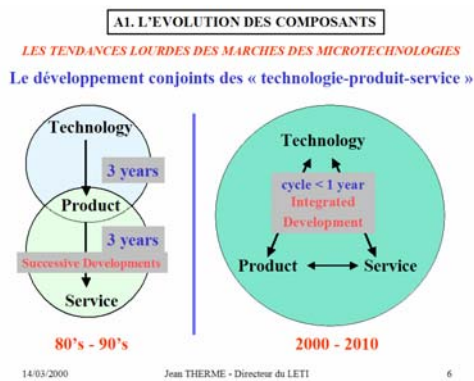 A1. L'EVOLUTION DES COMPOSANTS
LES TENDANCES LOURDES DES MARCHES DES MICROTECHNOLOGIES
Le développement conjoints des « technologie-produit-service »
Technology
3 years
Product
3 years
Successive Developments
Service
80's - 90's
Technology
cycle < 1 year
Integrated
Development
Product
Service
2000 - 2010
14/03/2000
Jean THERME - Directeur du LETI
6